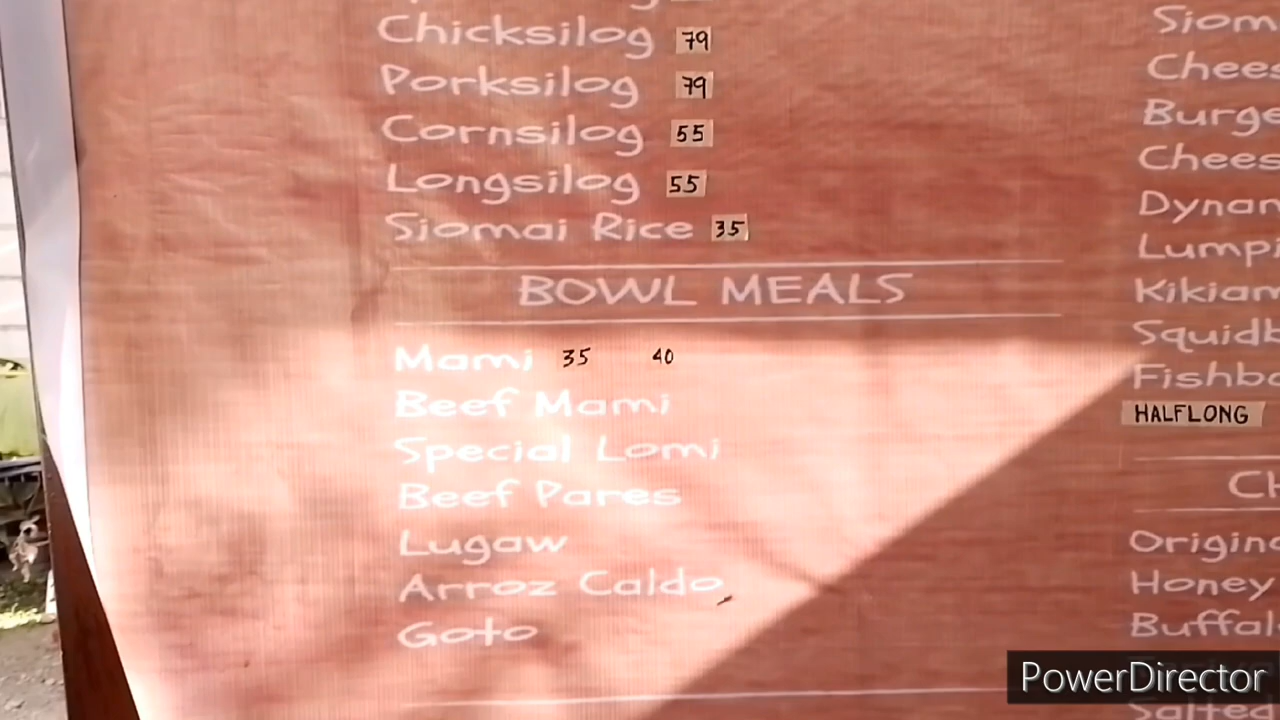 Chicksilog 79
Porksilog 79
Cornsilog 55
Longsilog 55
Siomai Rice 35
BOWL MEALS
Mami 35 40
Beef Mami
Special Lomi
Beef Pares
Lugaw
Arroz Caldo
Goto
Siom
Chees
Burge
Chees
Dynam
Lumpi
Kikiam
Squidb
Fishbo
HALFLONG
Ch
Origina
Honey
Buffal
Salted
PowerDirector